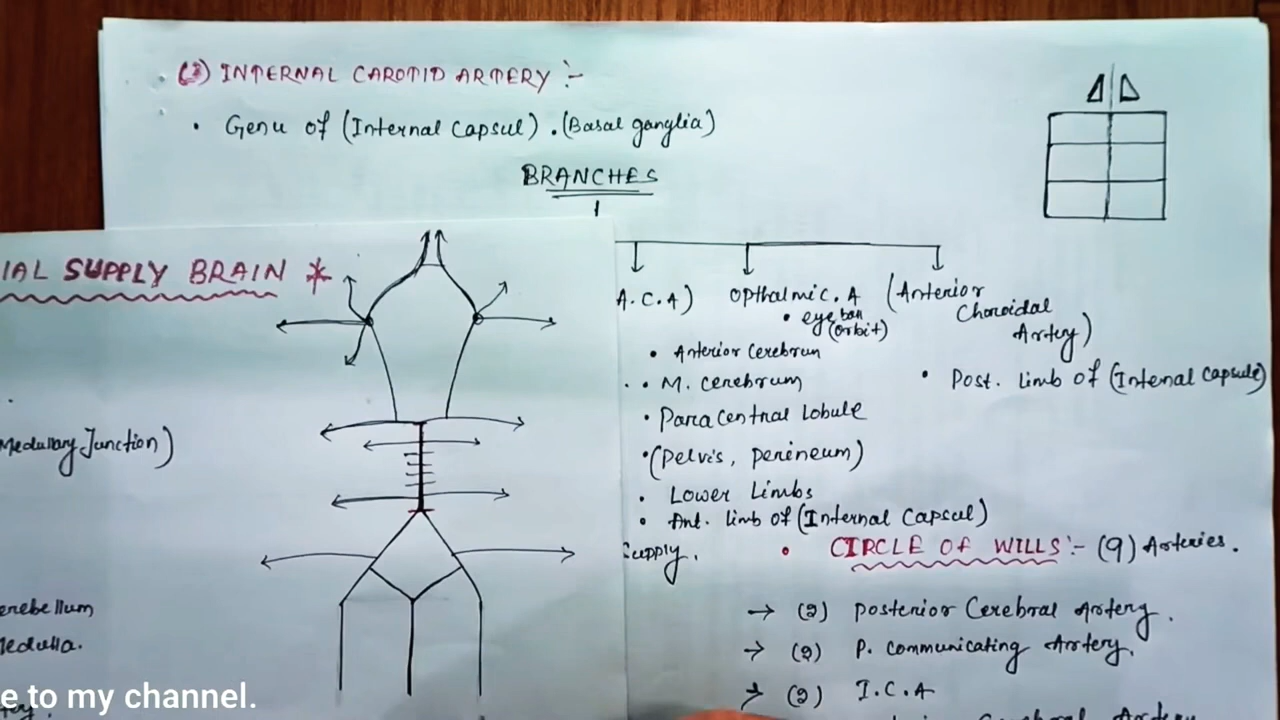 (2) INTERNAL CAROTID ARTERY :-
• Genu of (Internal Capsul) . (Basal ganglia)
BRANCHES
IAL SUPPLY BRAIN *
A.C.A)
Opthalmic.A
• eye ball
(orbit)
(Anterior
Choroidal
Artery)
• Anterior Cerebrum
• M. cerebrum
• Paracentral lobule
• (Pelvis, perineum)
• Lower Limbs
• Ant. limb of (Internal Capsul)
• Post. limb of (Internal Capsule)
Medullary Junction)
Supply.
• CIRCLE OF WILLS :- (9) Arteries.
→ (2) Posterior Cerebral Artery.
→ (2) P. communicating Artery.
→ (2) I.C.A
Cerebral Artery
erebellum
Medulla.
e to my channel.